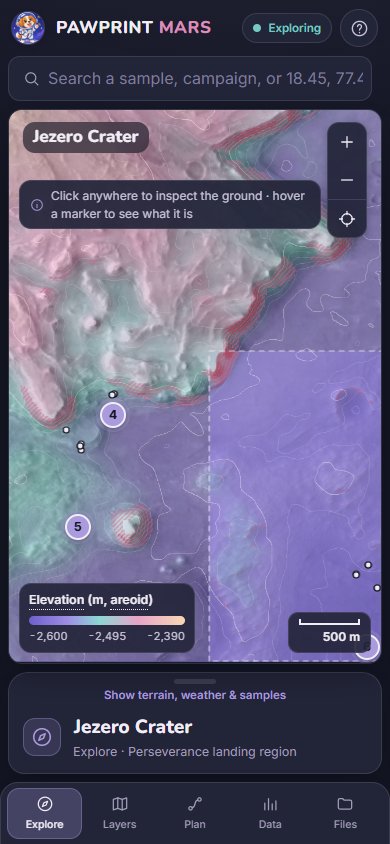 PAWPRINT MARS
Exploring
Search a sample, campaign, or 18.45, 77.4
Jezero Crater
Click anywhere to inspect the ground · hover
a marker to see what it is
4
5
Elevation (m, areoid)
-2,600 -2,495 -2,390
500 m
Show terrain, weather & samples
Jezero Crater
Explore · Perseverance landing region
Explore Layers Plan Data Files